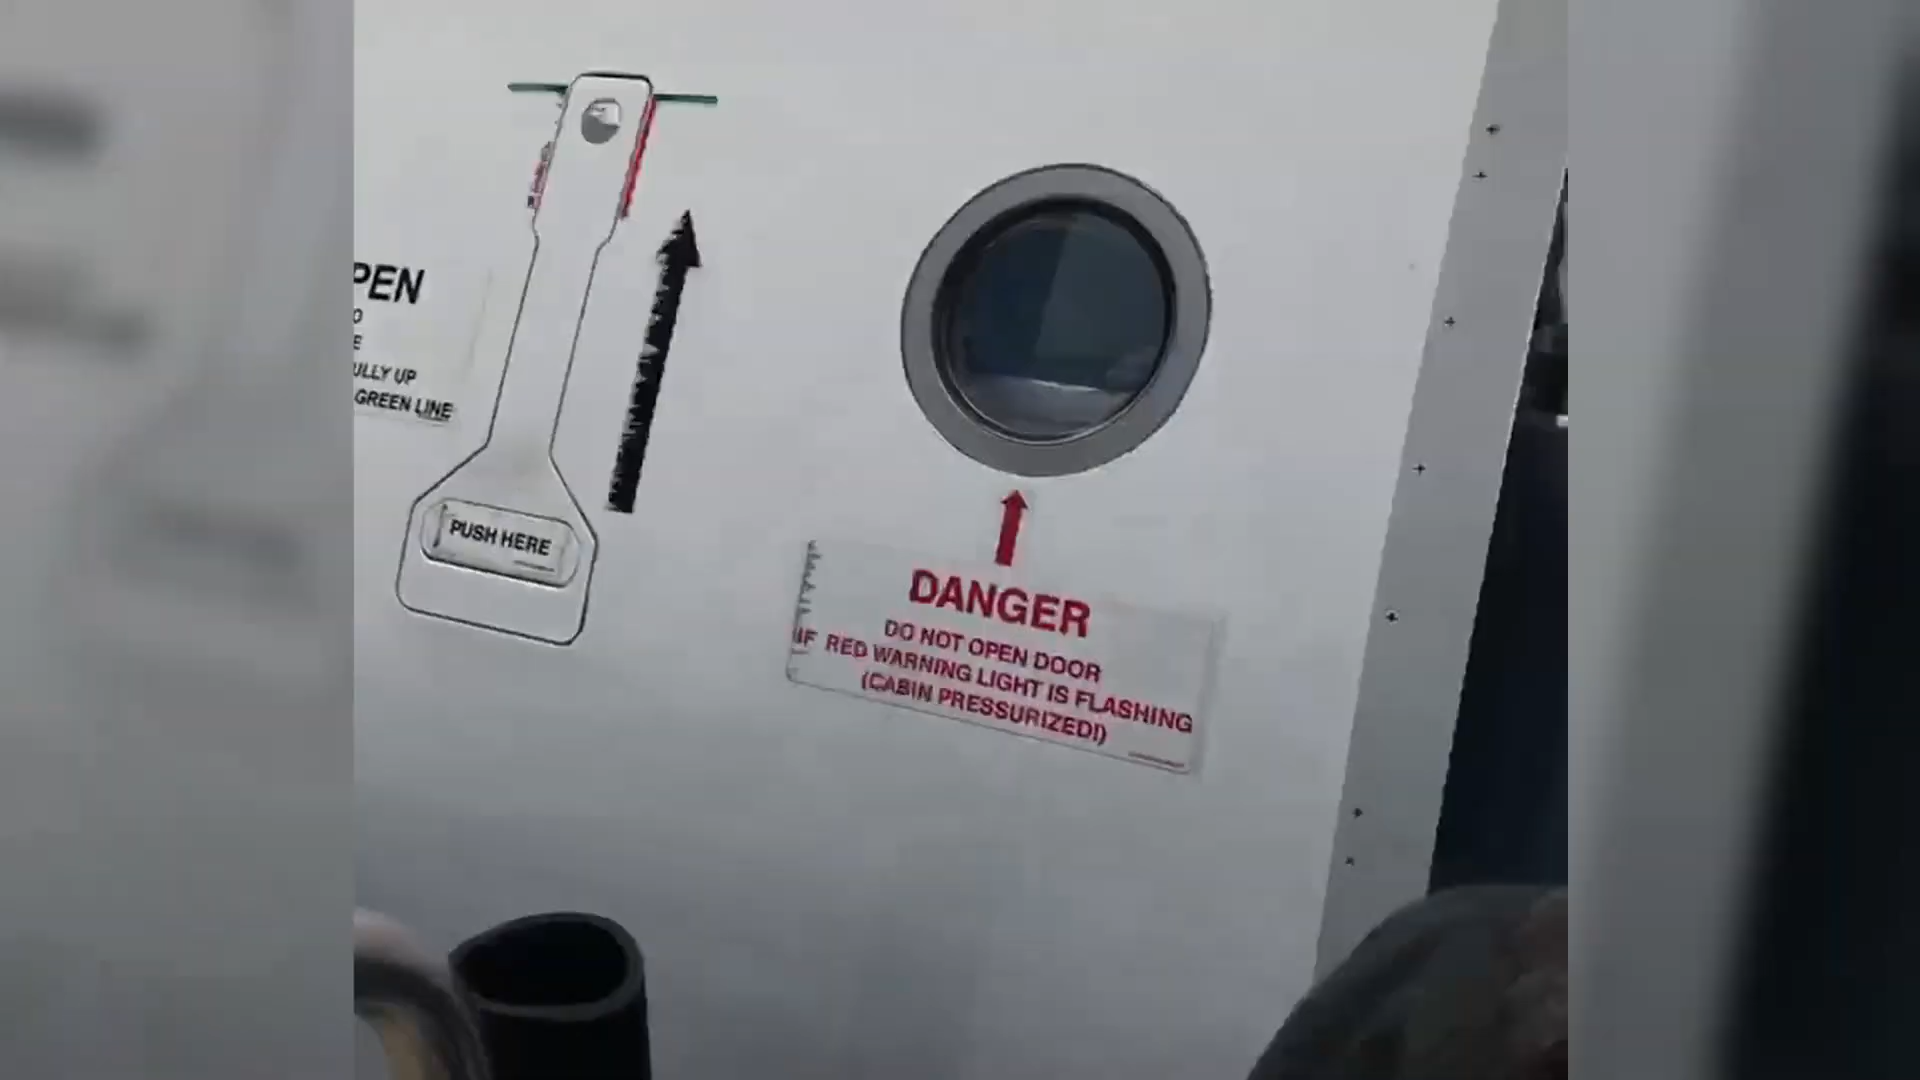 PEN
O
E
ULLY UP
GREEN LINE
PUSH HERE
DANGER
DO NOT OPEN DOOR
IF RED WARNING LIGHT IS FLASHING
(CABIN PRESSURIZED!)